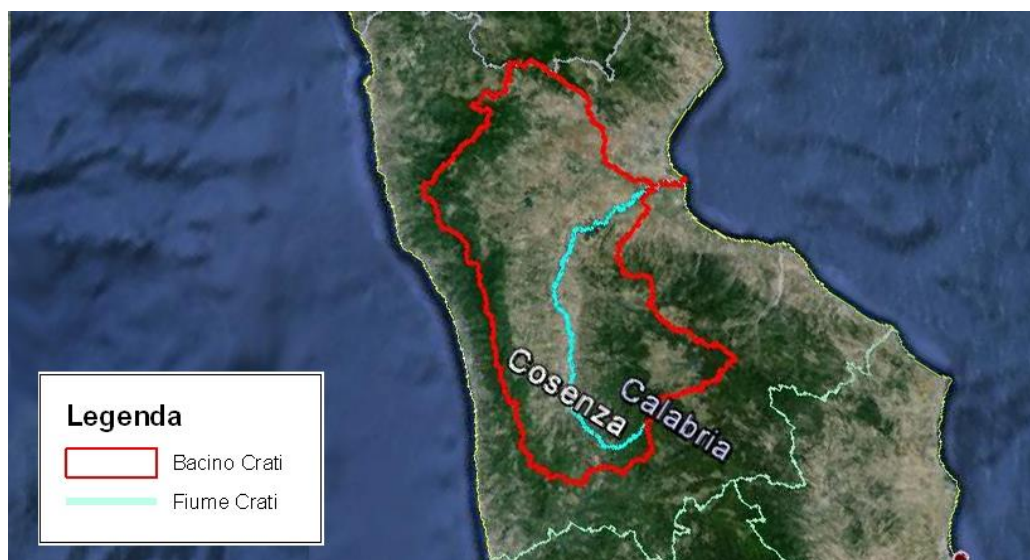 Cosenza
Calabria
Legenda
Bacino Crati
Fiume Crati